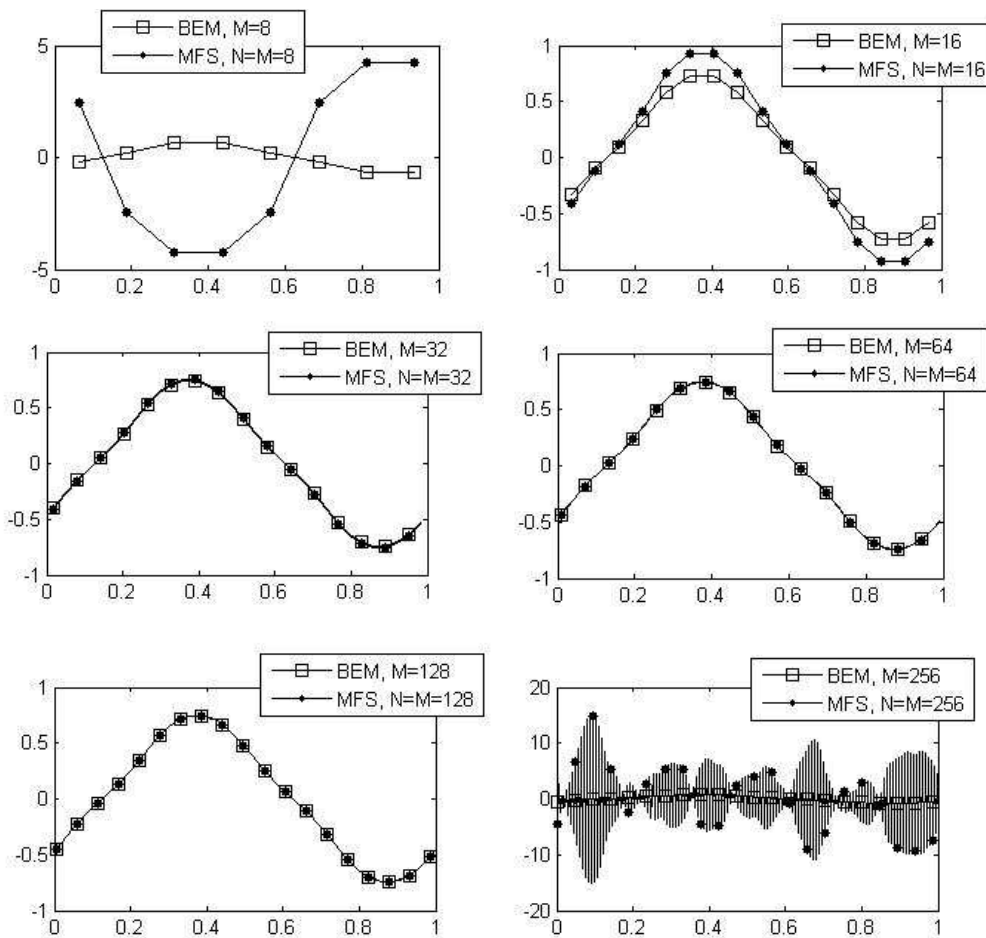 BEM, M=8
MFS, N=M=8
5
0
-5
0 0.2 0.4 0.6 0.8 1
BEM, M=16
MFS, N=M=16
1
0.5
0
-0.5
-1
0 0.2 0.4 0.6 0.8 1
BEM, M=32
MFS, N=M=32
1
0.5
0
-0.5
-1
0 0.2 0.4 0.6 0.8 1
BEM, M=64
MFS, N=M=64
1
0.5
0
-0.5
-1
0 0.2 0.4 0.6 0.8 1
BEM, M=128
MFS, N=M=128
1
0.5
0
-0.5
-1
0 0.2 0.4 0.6 0.8 1
BEM, M=256
MFS, N=M=256
20
10
0
-10
-20
0 0.2 0.4 0.6 0.8 1